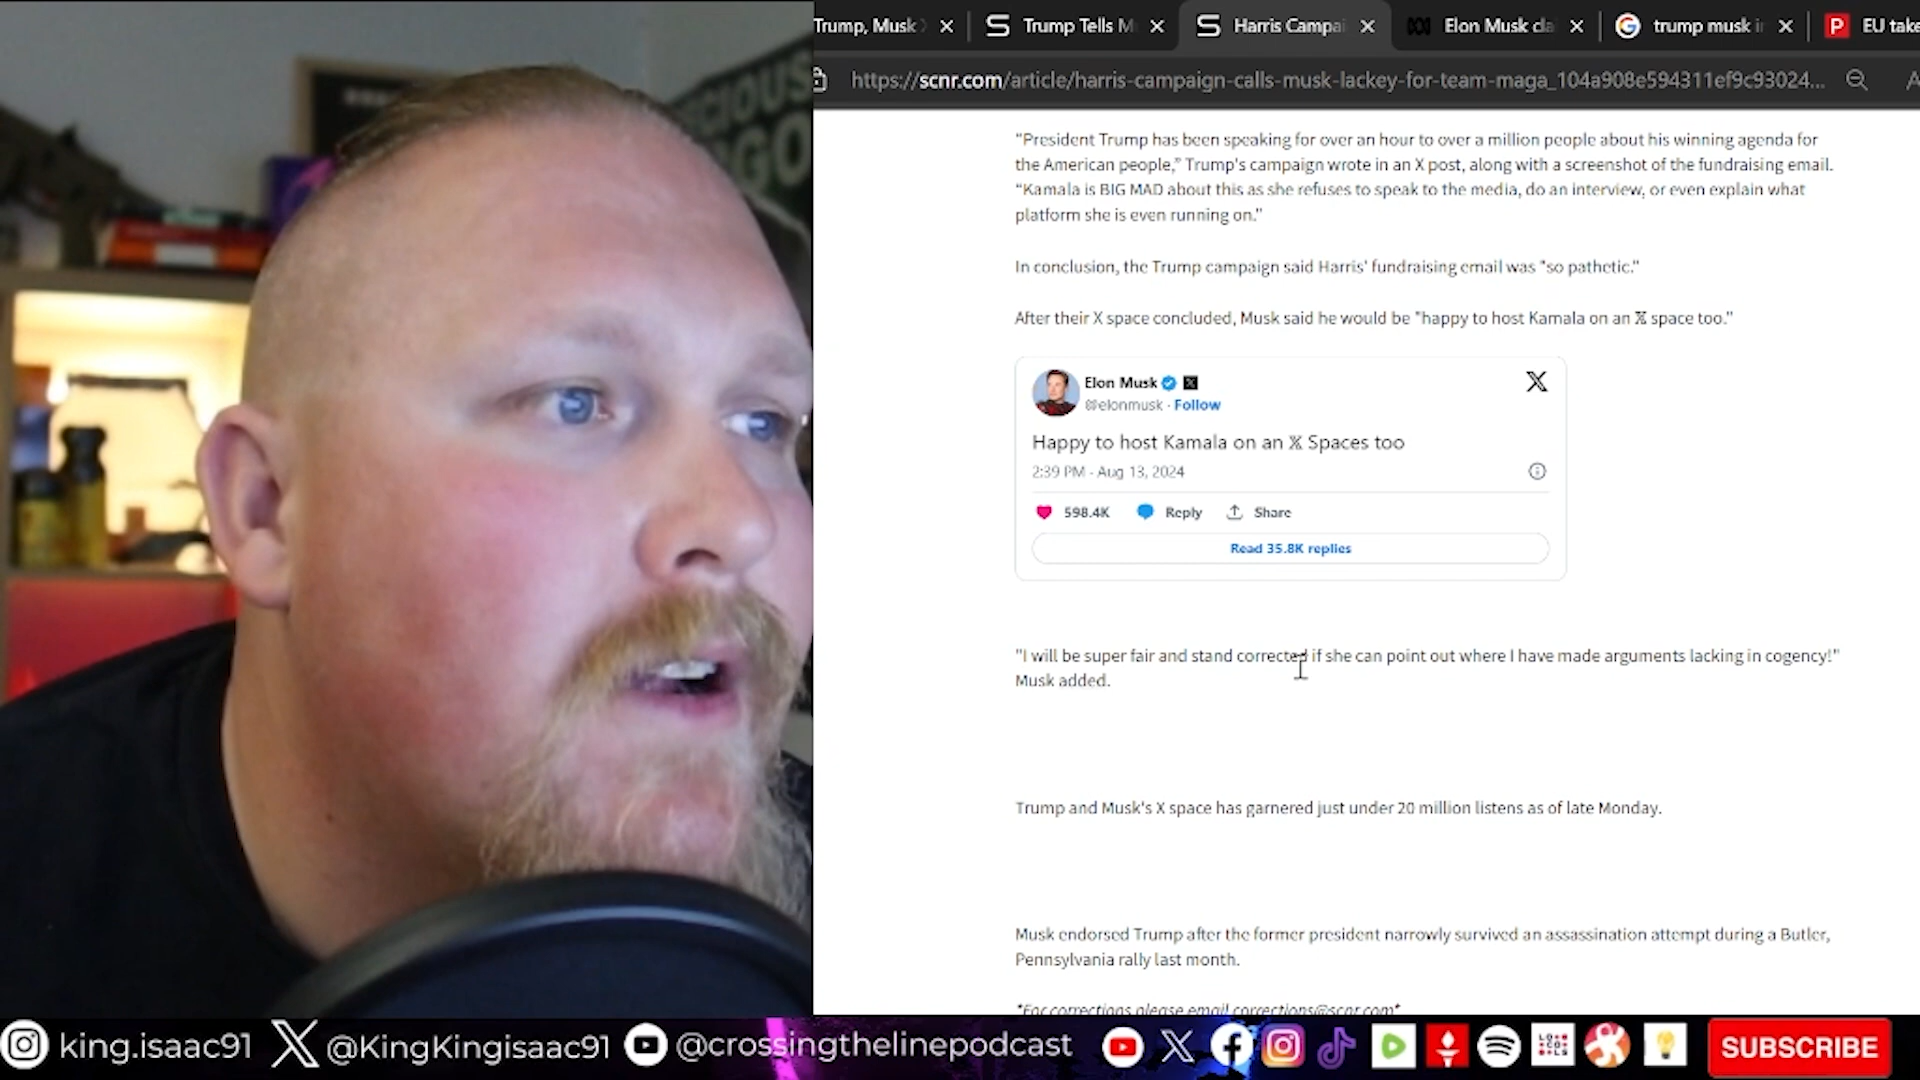 Trump, Musk
Trump Tells M
Harris Campai
Elon Musk cla
trump musk i
EU take
https://scnr.com/article/harris-campaign-calls-musk-lackey-for-team-maga_104a908e594311ef9c93024...
"President Trump has been speaking for over an hour to over a million people about his winning agenda for
the American people," Trump's campaign wrote in an X post, along with a screenshot of the fundraising email.
"Kamala is BIG MAD about this as she refuses to speak to the media, do an interview, or even explain what
platform she is even running on."
In conclusion, the Trump campaign said Harris' fundraising email was "so pathetic."
After their X space concluded, Musk said he would be "happy to host Kamala on an 𝕏 space too."
Elon Musk
@elonmusk · Follow
Happy to host Kamala on an 𝕏 Spaces too
2:39 PM · Aug 13, 2024
598.4K Reply Share
Read 35.8K replies
"I will be super fair and stand corrected if she can point out where I have made arguments lacking in cogency!"
Musk added.
Trump and Musk's X space has garnered just under 20 million listens as of late Monday.
Musk endorsed Trump after the former president narrowly survived an assassination attempt during a Butler,
Pennsylvania rally last month.
*For corrections please email corrections@scnr.com*
king.isaac91 @KingKingisaac91 @crossingthelinepodcast SUBSCRIBE